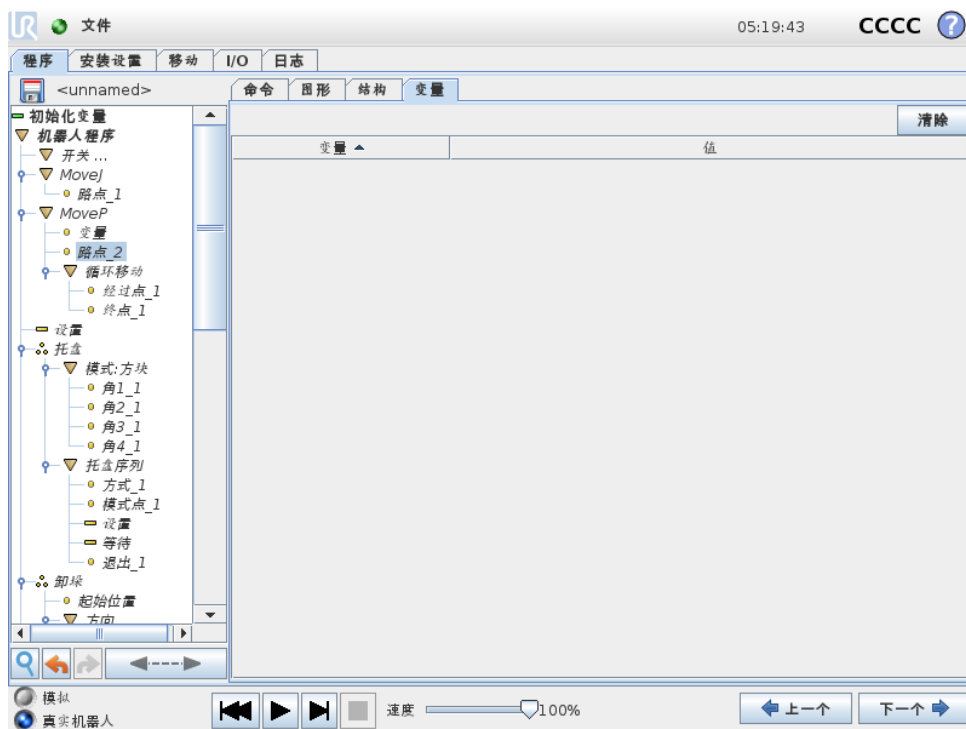 UR 文件 05:19:43 CCCC ?
程序 安装设置 移动 I/O 日志
<unnamed> 命令 图形 结构 变量
初始化变量 清除
变量 值
机器人程序
开关 ...
MoveJ
路点_1
MoveP
变量
路点_2
循环移动
经过点_1
终点_1
设置
托盘
模式:方块
角1_1
角2_1
角3_1
角4_1
托盘序列
方式_1
模式点_1
设置
等待
退出_1
卸垛
起始位置
方向
模拟
真实机器人
速度 100% 上一个 下一个